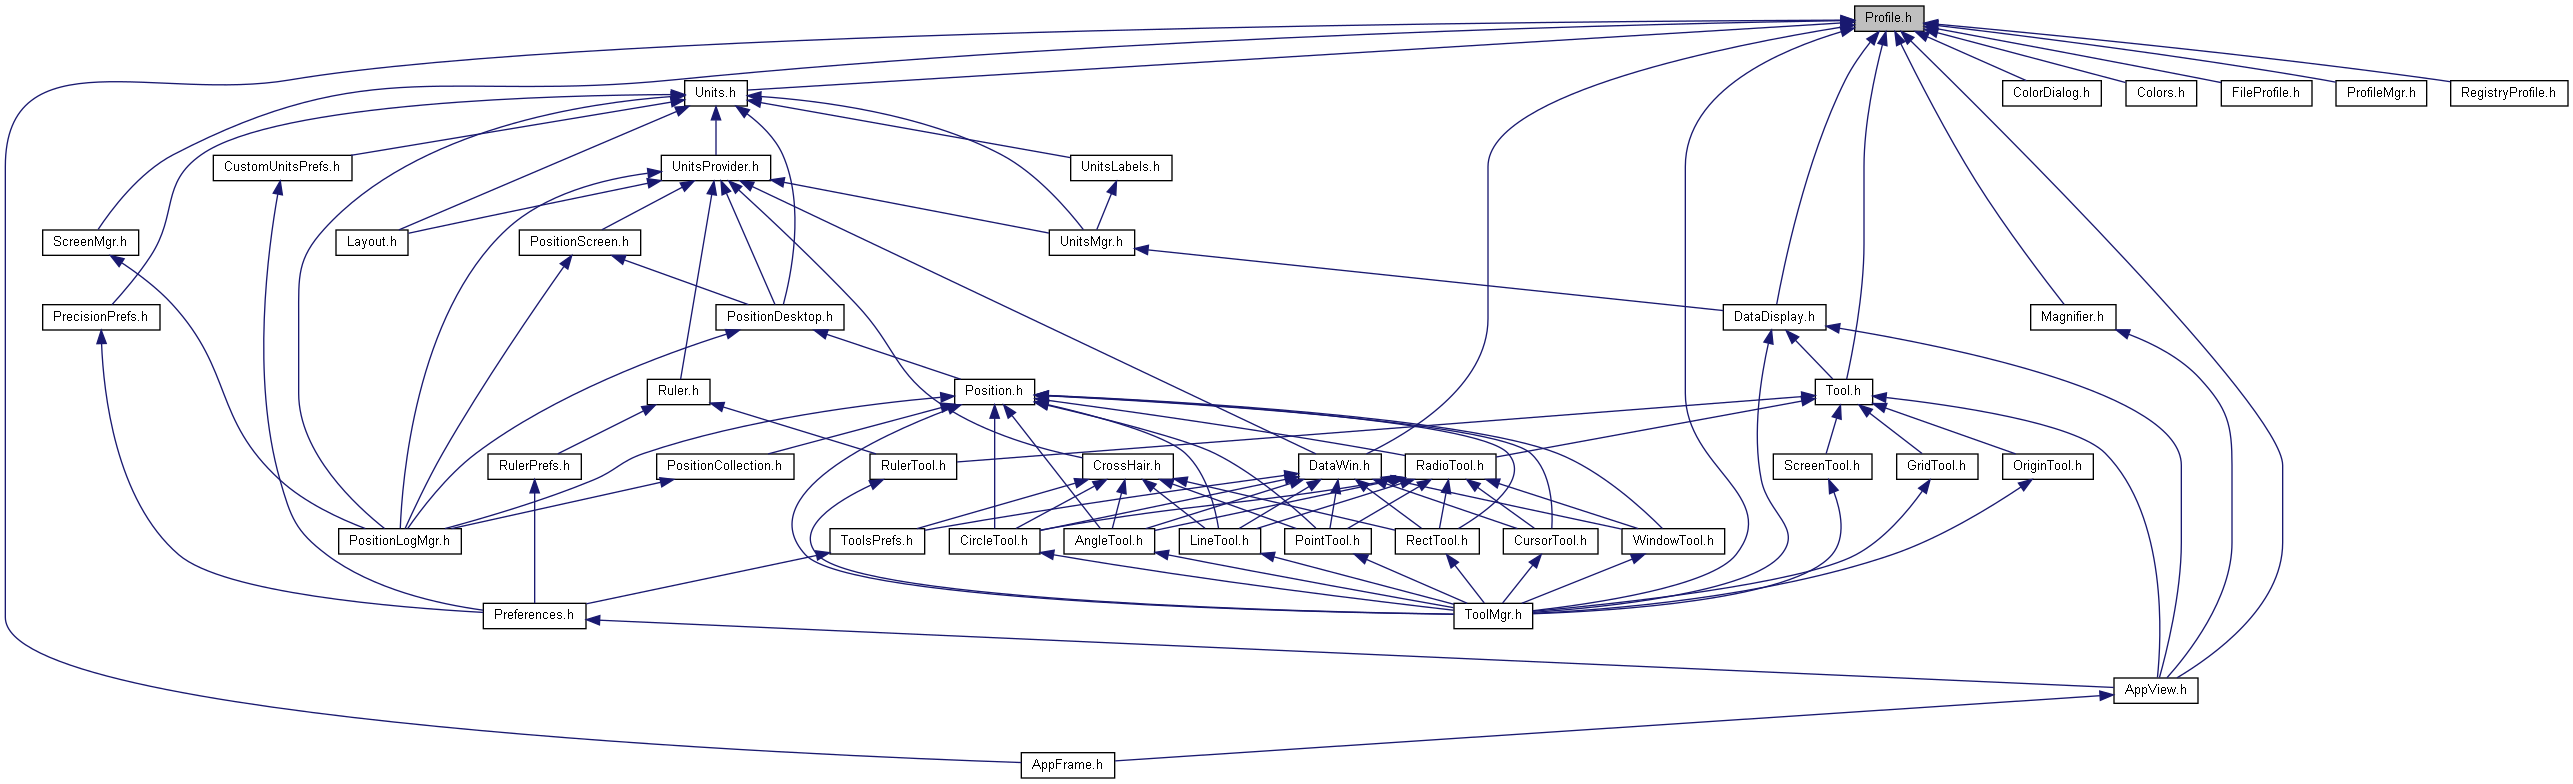 Profile.h
Units.h
ColorDialog.h
Colors.h
FileProfile.h
ProfileMgr.h
RegistryProfile.h
CustomUnitsPrefs.h
UnitsProvider.h
UnitsLabels.h
ScreenMgr.h
Layout.h
PositionScreen.h
UnitsMgr.h
PrecisionPrefs.h
PositionDesktop.h
DataDisplay.h
Magnifier.h
Ruler.h
Position.h
Tool.h
RulerPrefs.h
PositionCollection.h
RulerTool.h
CrossHair.h
DataWin.h
RadioTool.h
ScreenTool.h
GridTool.h
OriginTool.h
PositionLogMgr.h
ToolsPrefs.h
CircleTool.h
AngleTool.h
LineTool.h
PointTool.h
RectTool.h
CursorTool.h
WindowTool.h
Preferences.h
ToolMgr.h
AppView.h
AppFrame.h